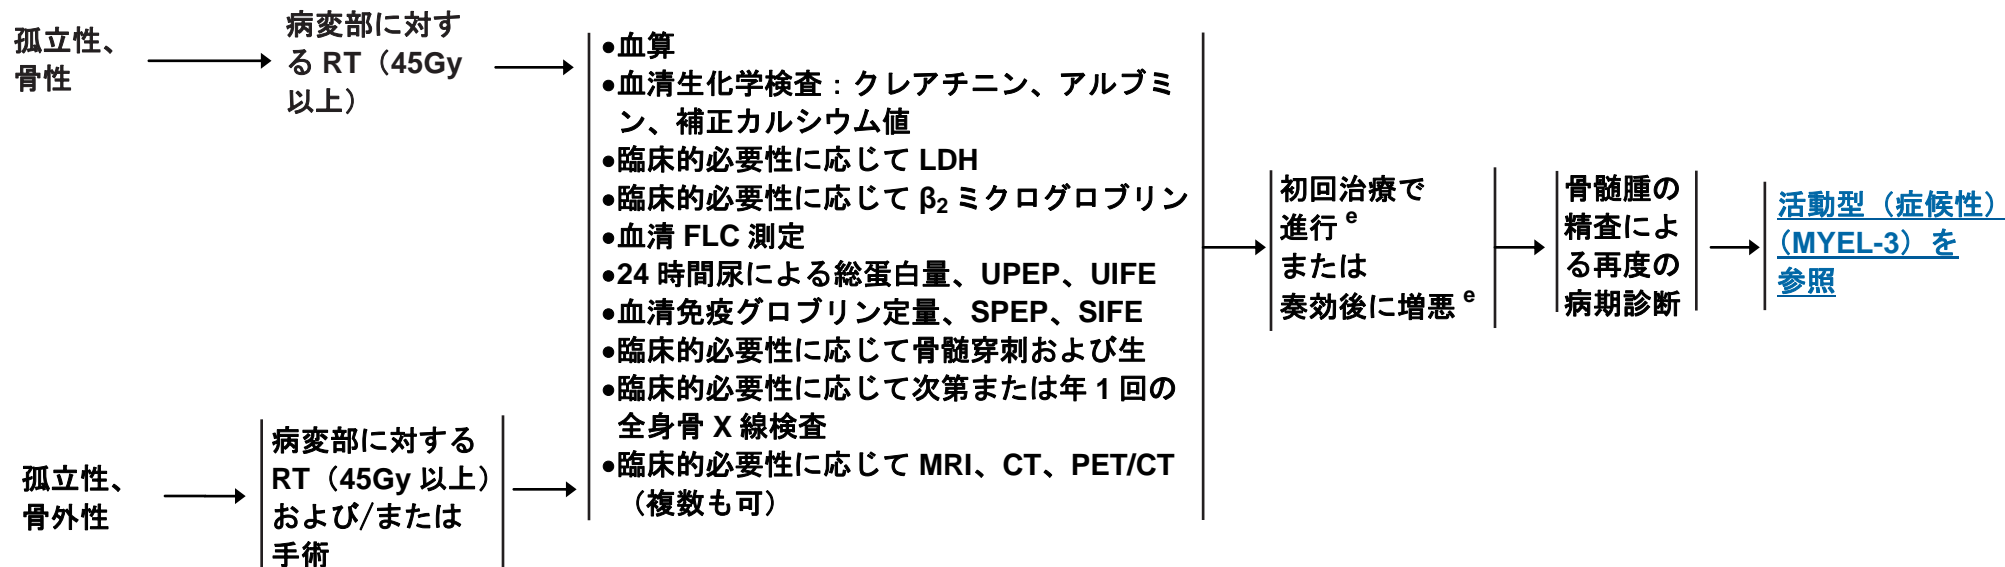 孤立性、
骨性
病変部に対す
る RT（45Gy
以上）
孤立性、
骨外性
病変部に対する
RT（45Gy 以上）
および/または
手術
●血算
●血清生化学検査：クレアチニン、アルブミ
ン、補正カルシウム値
●臨床的必要性に応じて LDH
●臨床的必要性に応じて β₂ ミクログロブリン
●血清 FLC 測定
●24 時間尿による総蛋白量、UPEP、UIFE
●血清免疫グロブリン定量、SPEP、SIFE
●臨床的必要性に応じて骨髄穿刺および生
●臨床的必要性に応じて次第または年 1 回の
全身骨 X 線検査
●臨床的必要性に応じて MRI、CT、PET/CT
（複数も可）
初回治療で
進行 e
または
奏効後に増悪 e
骨髄腫の
精査によ
る再度の
病期診断
活動型（症候性）
（MYEL-3）を
参照